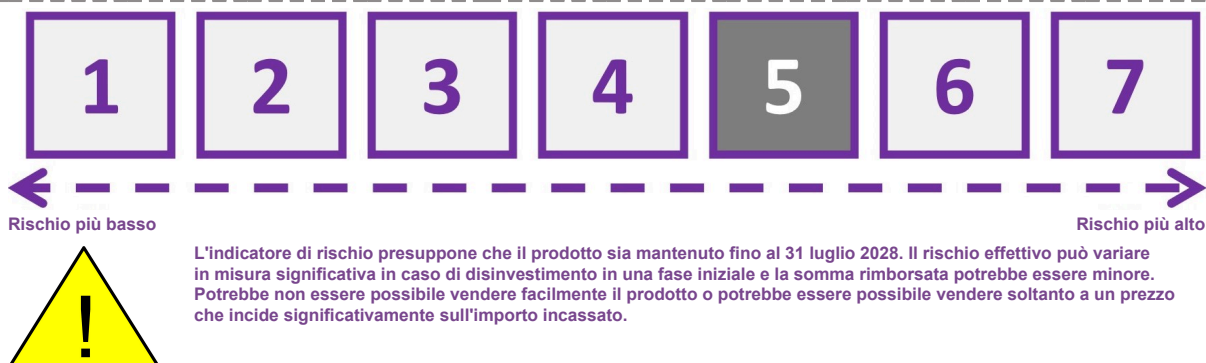 1 2 3 4 5 6 7
Rischio più basso Rischio più alto
L'indicatore di rischio presuppone che il prodotto sia mantenuto fino al 31 luglio 2028. Il rischio effettivo può variare
in misura significativa in caso di disinvestimento in una fase iniziale e la somma rimborsata potrebbe essere minore.
Potrebbe non essere possibile vendere facilmente il prodotto o potrebbe essere possibile vendere soltanto a un prezzo
che incide significativamente sull'importo incassato.
!